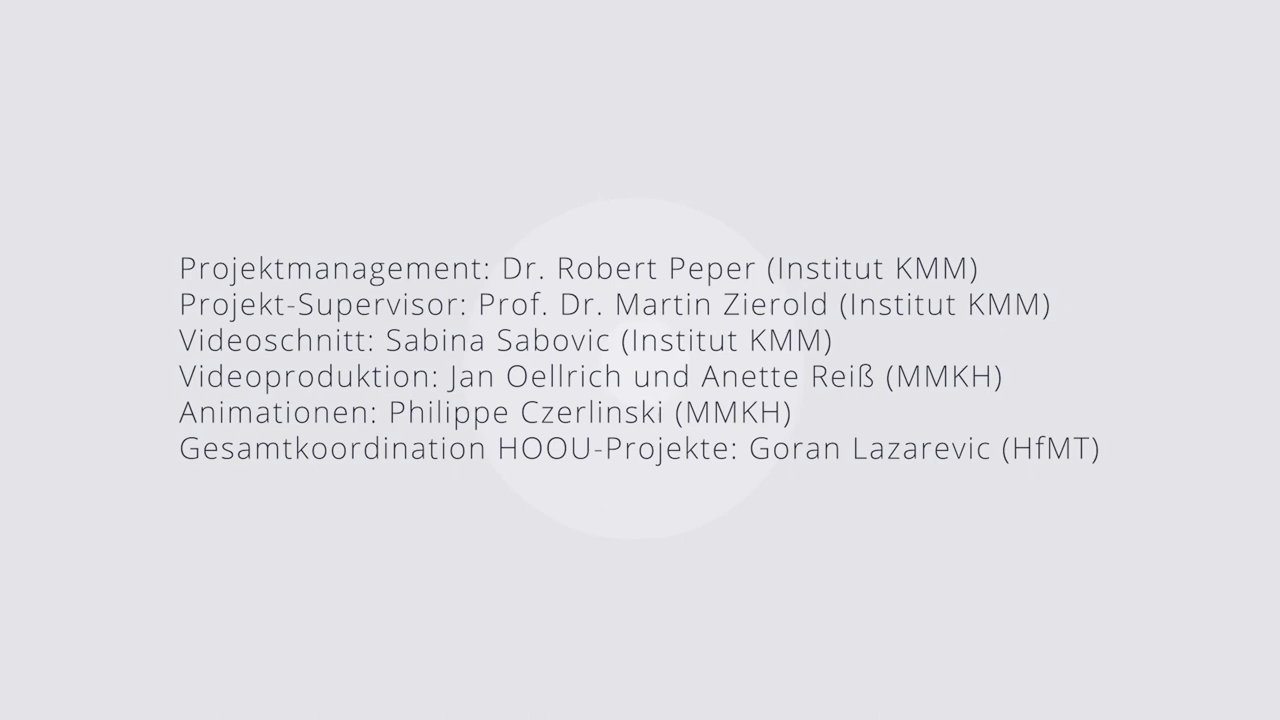 Projektmanagement: Dr. Robert Peper (Institut KMM)
Projekt-Supervisor: Prof. Dr. Martin Zierold (Institut KMM)
Videoschnitt: Sabina Sabovic (Institut KMM)
Videoproduktion: Jan Oellrich und Anette Reiß (MMKH)
Animationen: Philippe Czerlinski (MMKH)
Gesamtkoordination HOOU-Projekte: Goran Lazarevic (HfMT)